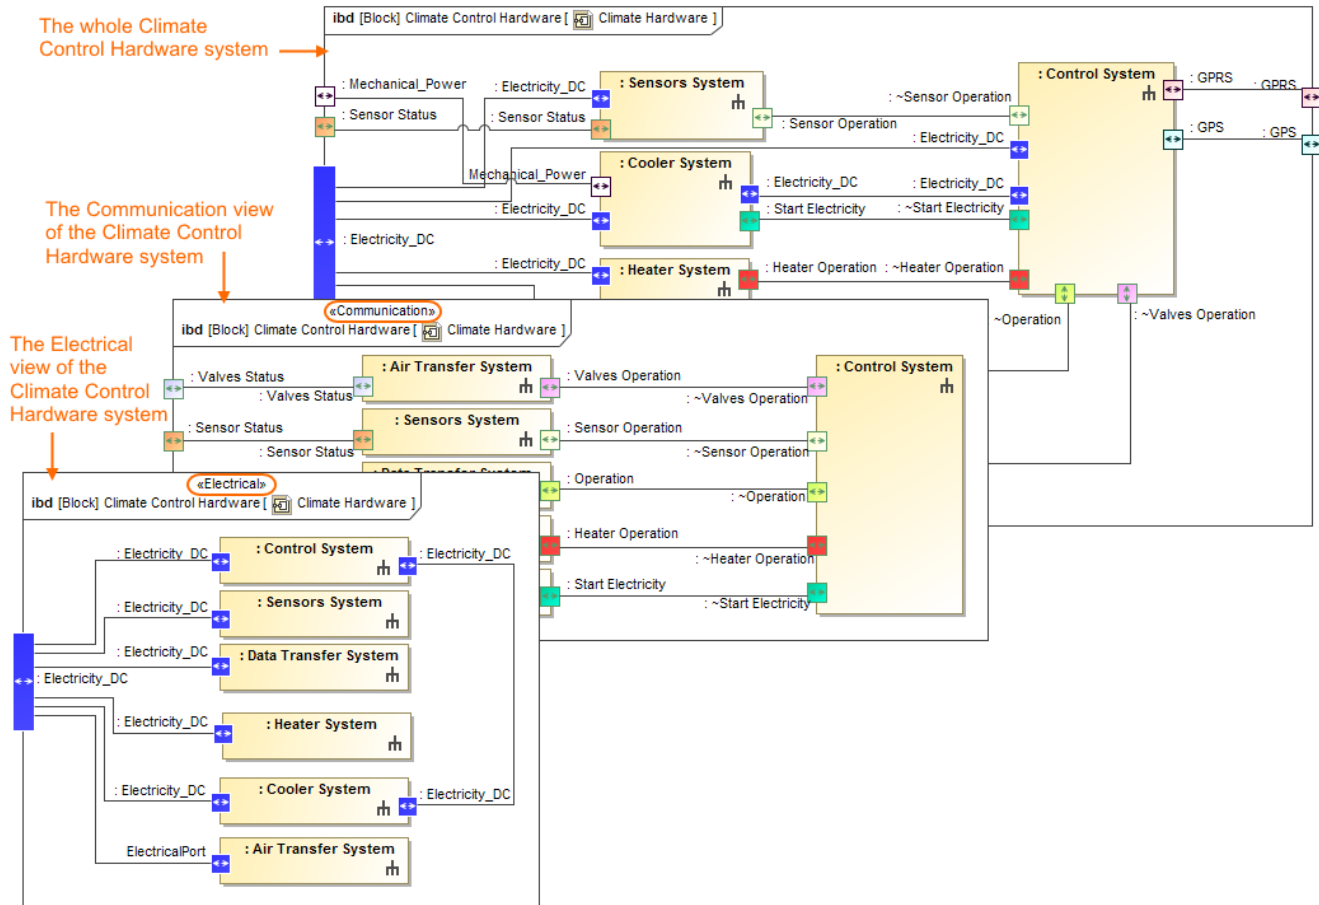 The whole Climate
Control Hardware system
ibd [Block] Climate Control Hardware [ Climate Hardware ]
: Mechanical_Power
: Sensor Status
: Electricity_DC
: Sensor Status
: Sensors System
: Sensor Operation
: ~Sensor Operation
: Electricity_DC
: Control System
: GPRS
: GPRS
: GPS
: GPS
Mechanical_Power
: Electricity_DC
: Cooler System
: Electricity_DC
: Electricity_DC
: Start Electricity
: ~Start Electricity
: Electricity_DC
: Electricity_DC
: Heater System
: Heater Operation
: ~Heater Operation
~Operation
: ~Valves Operation
The Communication view
of the Climate Control
Hardware system
«Communication»
ibd [Block] Climate Control Hardware [ Climate Hardware ]
: Valves Status
: Valves Status
: Air Transfer System
: Valves Operation
: ~Valves Operation
: Control System
: Sensor Status
: Sensor Status
: Sensors System
: Sensor Operation
: ~Sensor Operation
: Data Transfer System
: Operation
: ~Operation
: Heater Operation
: ~Heater Operation
: Start Electricity
: ~Start Electricity
The Electrical
view of the
Climate Control
Hardware system
«Electrical»
ibd [Block] Climate Control Hardware [ Climate Hardware ]
: Electricity_DC
: Control System
: Electricity_DC
: Electricity_DC
: Sensors System
: Electricity_DC
: Data Transfer System
: Electricity_DC
: Electricity_DC
: Heater System
: Electricity_DC
: Cooler System
: Electricity_DC
ElectricalPort
: Air Transfer System